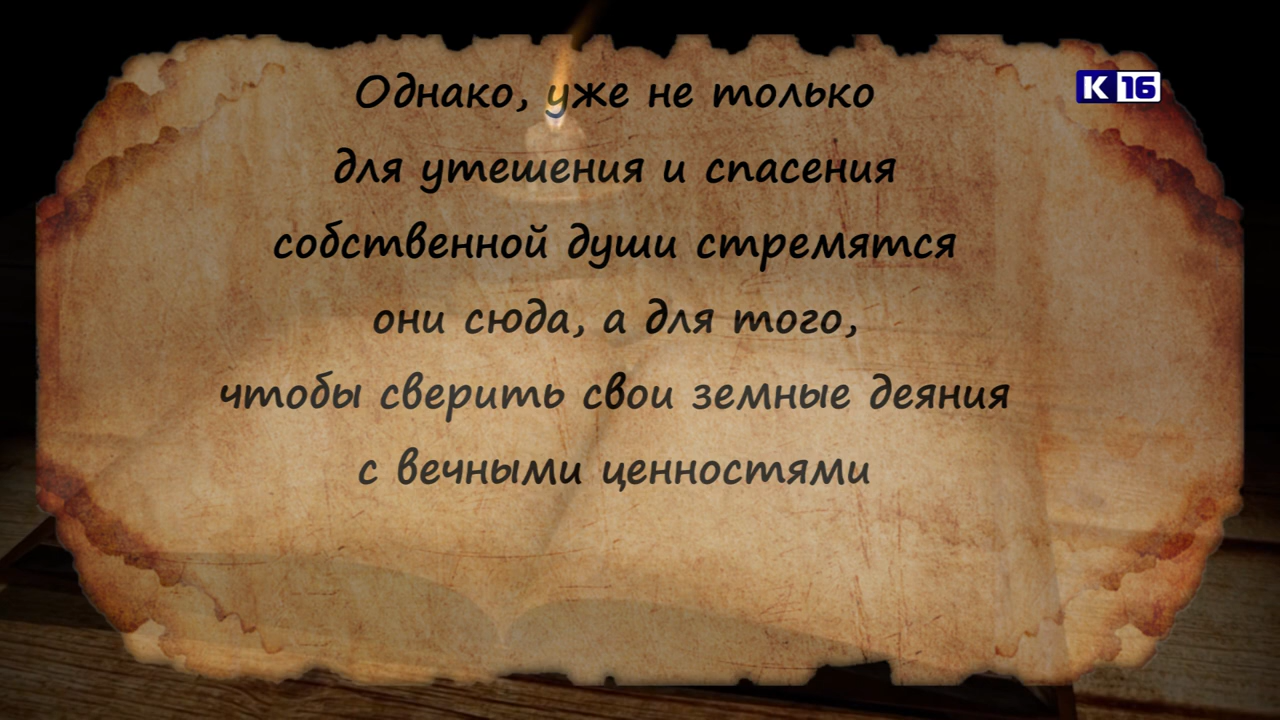 Однако, уже не только
для утешения и спасения
собственной души стремятся
они сюда, а для того,
чтобы сверить свои земные деяния
с вечными ценностями
К 16